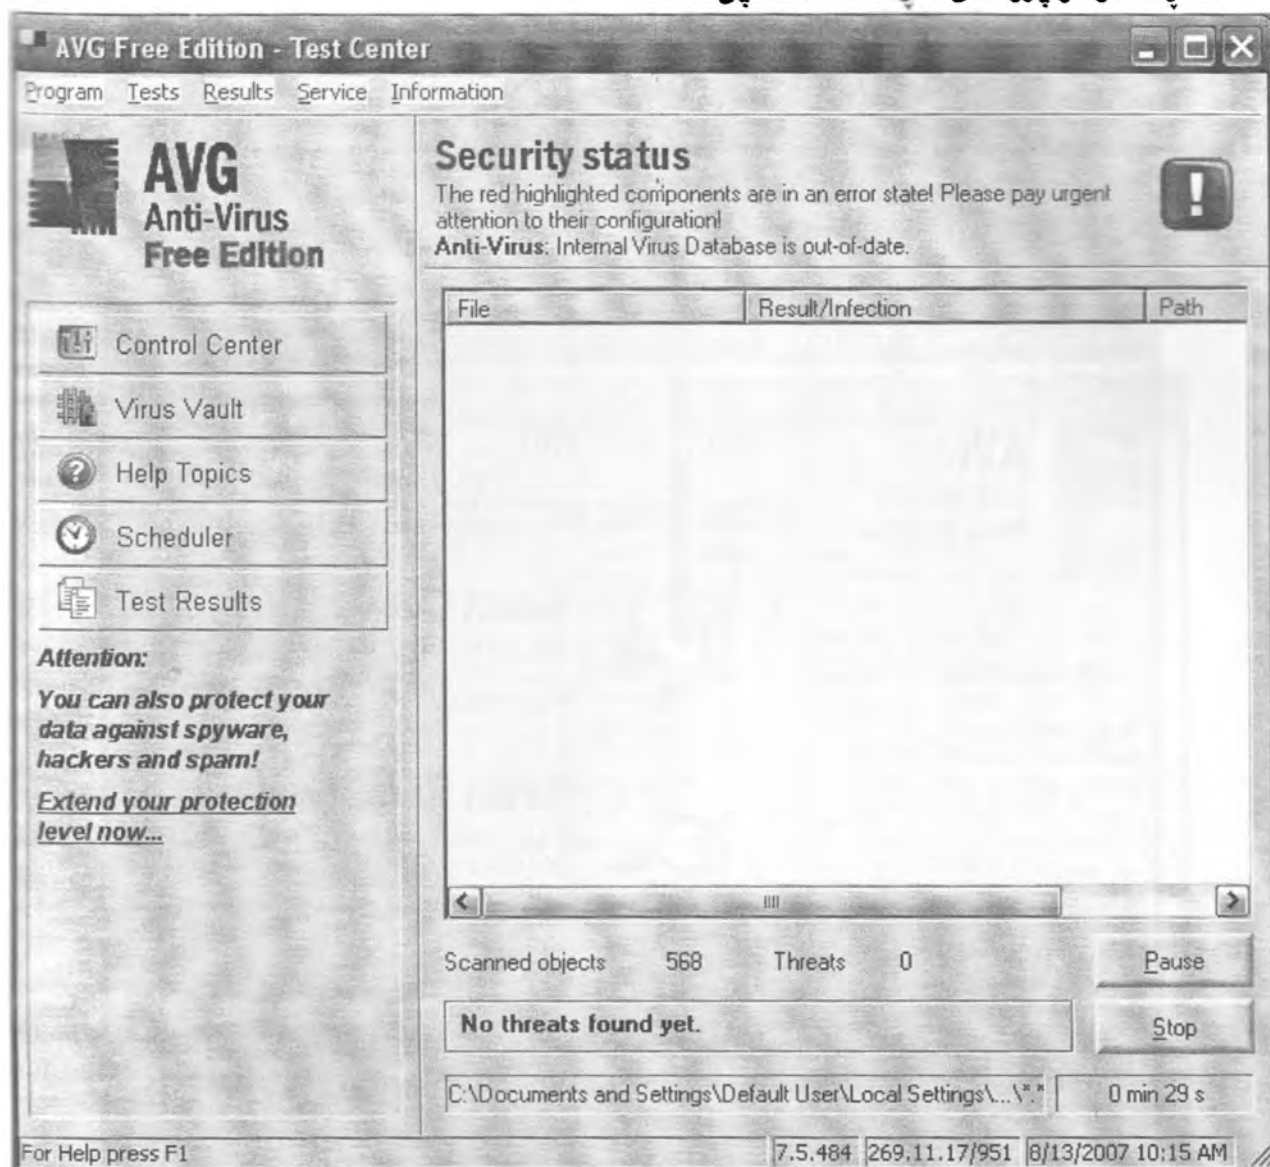 AVG Free Edition - Test Center
Program Tests Results Service Information
AVG
Anti-Virus
Free Edition
Control Center
Virus Vault
Help Topics
Scheduler
Test Results
Attention:
You can also protect your
data against spyware,
hackers and spam!
Extend your protection
level now...
Security status
The red highlighted components are in an error state! Please pay urgent
attention to their configuration!
Anti-Virus: Internal Virus Database is out-of-date.
File Result/Infection Path
Scanned objects 568 Threats 0 Pause
No threats found yet. Stop
C:\Documents and Settings\Default User\Local Settings\...\*.* 0 min 29 s
For Help press F1 7.5.484 269.11.17/951 8/13/2007 10:15 AM